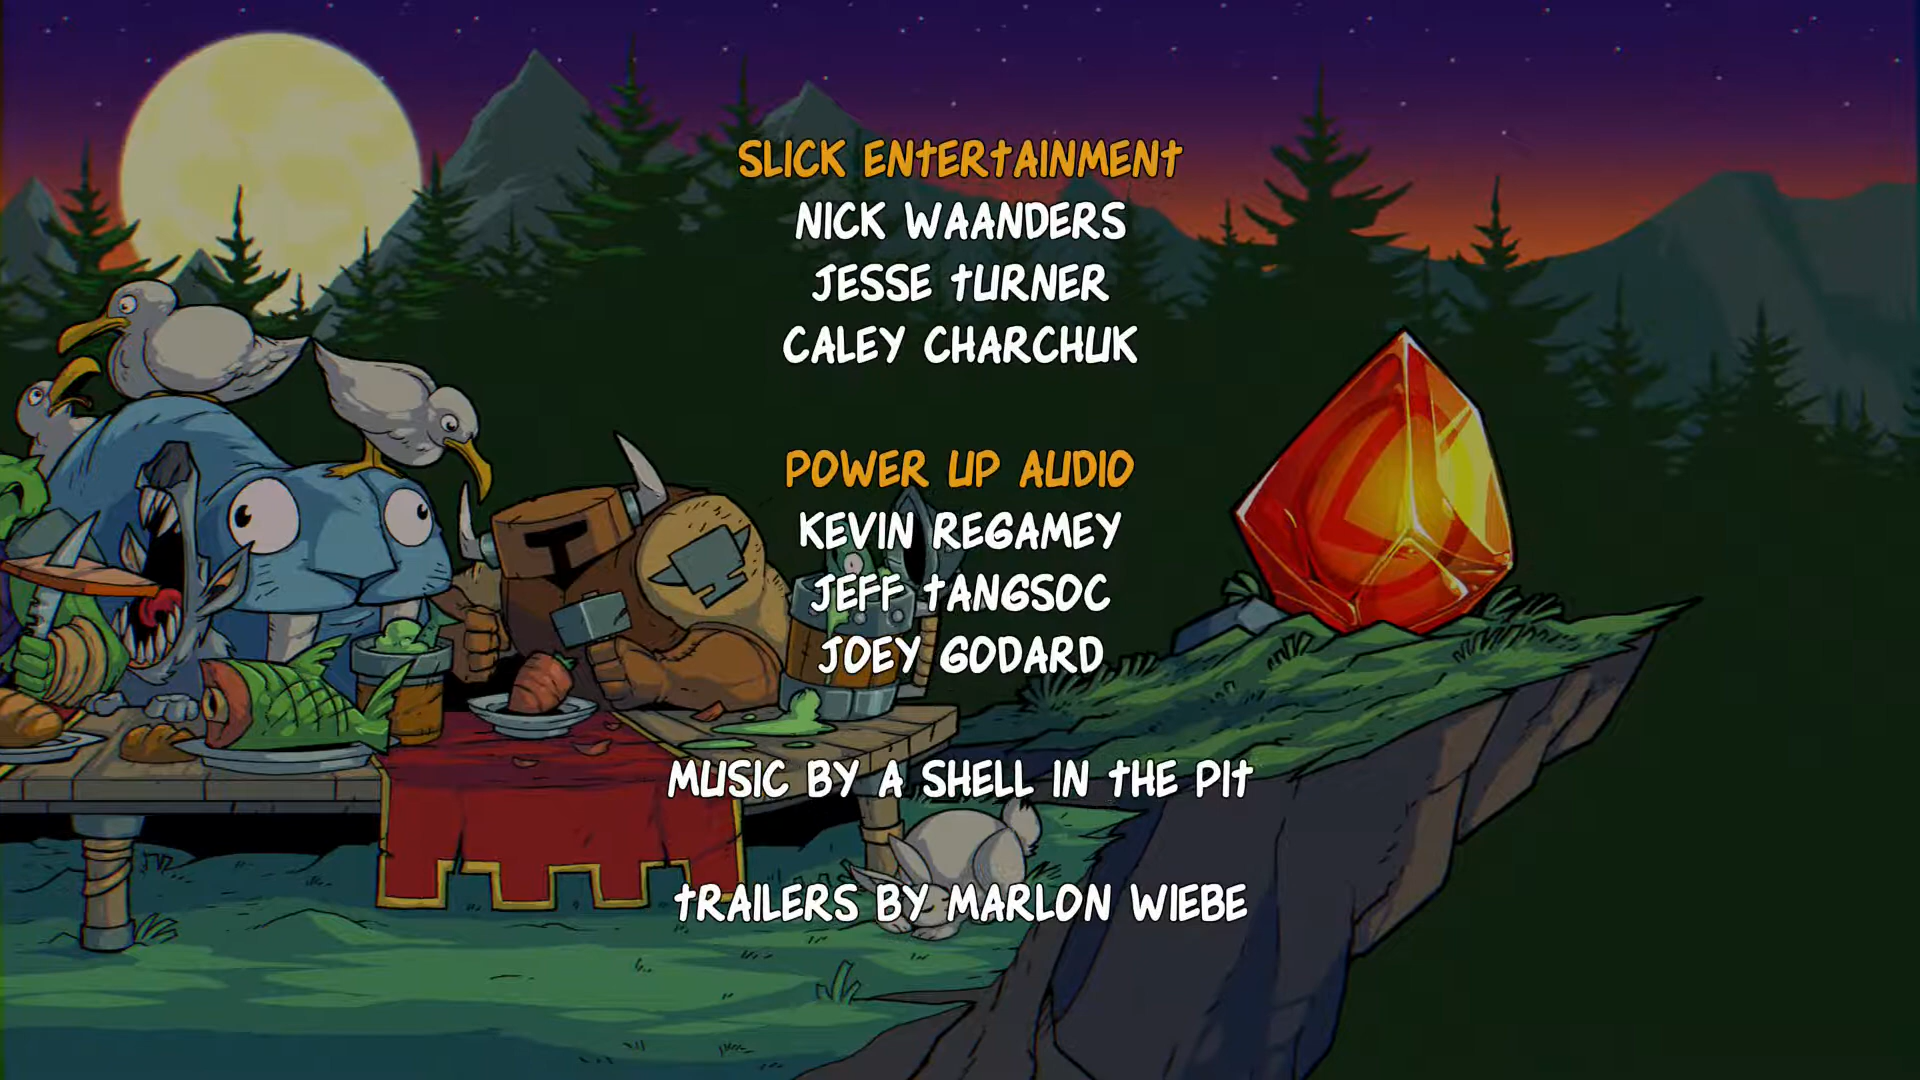 SLICK ENTERTAINMENT
NICK WAANDERS
JESSE TURNER
CALEY CHARCHUK
POWER UP AUDIO
KEVIN REGAMEY
JEFF TANGSOC
JOEY GODARD
MUSIC BY A SHELL IN THE PIT
TRAILERS BY MARLON WIEBE